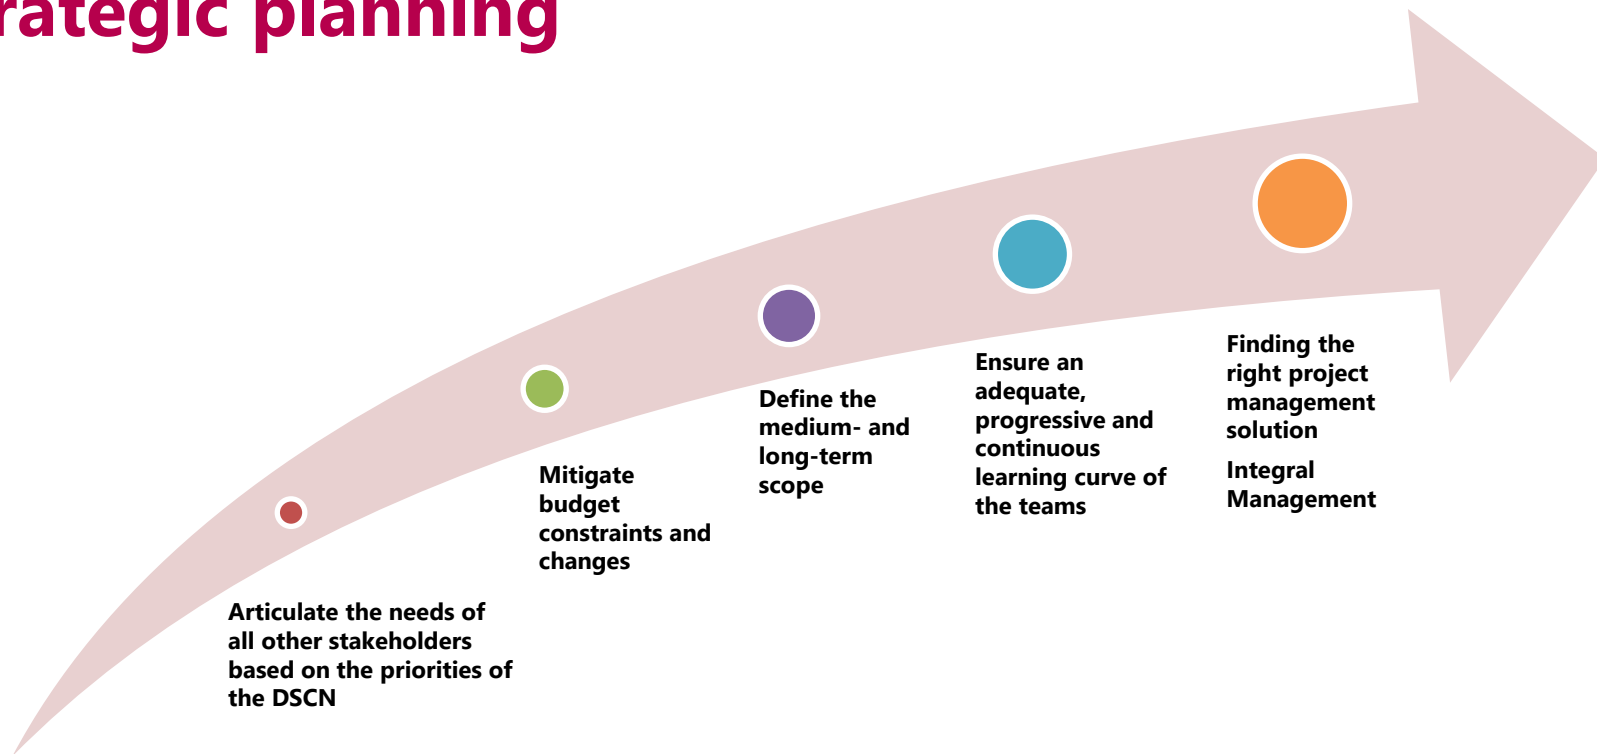 rategic planning
Articulate the needs of
all other stakeholders
based on the priorities of
the DSCN
Mitigate
budget
constraints and
changes
Define the
medium- and
long-term
scope
Ensure an
adequate,
progressive and
continuous
learning curve of
the teams
Finding the
right project
management
solution
Integral
Management